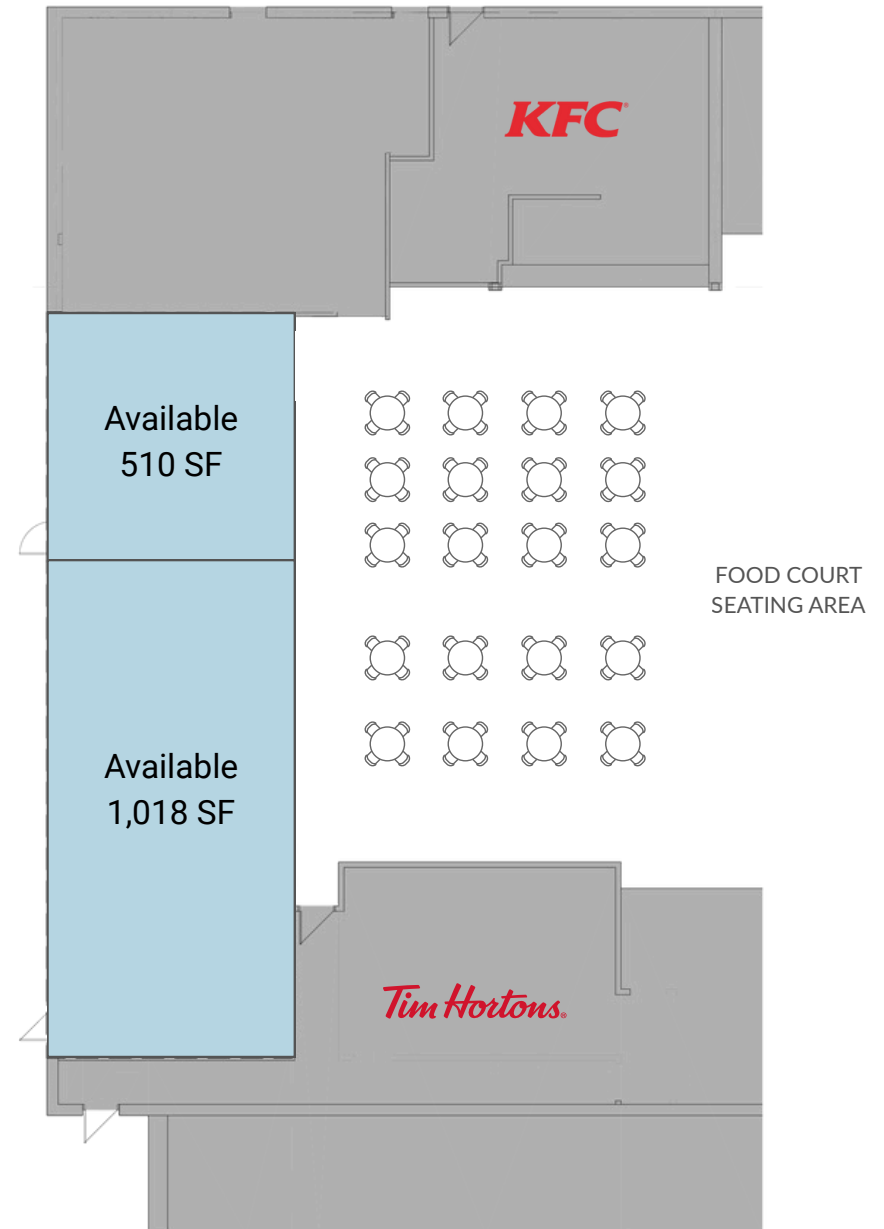 KFC
Available
510 SF
FOOD COURT
SEATING AREA
Available
1,018 SF
Tim Hortons.